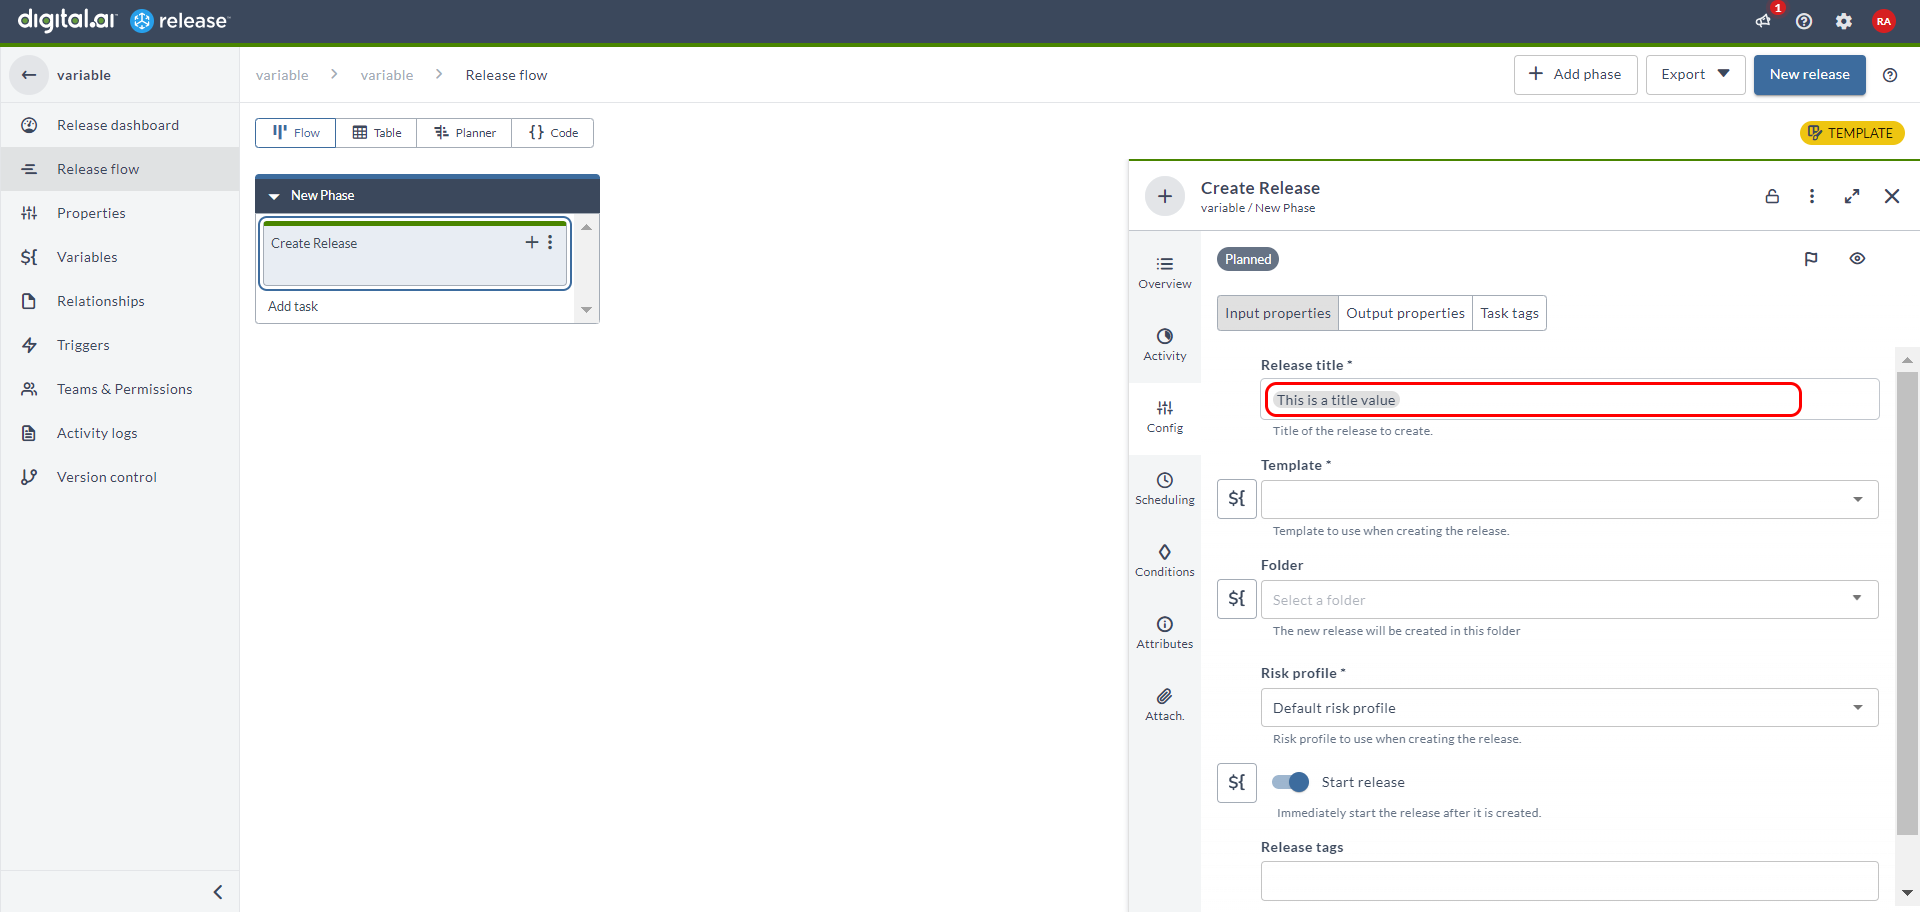 digital.ai release
1
RA
variable
variable
variable
Release flow
Add phase
Export
New release
Release dashboard
Release flow
Properties
${
Variables
Relationships
Triggers
Teams & Permissions
Activity logs
Version control
Flow
Table
Planner
{} Code
TEMPLATE
New Phase
Create Release
Add task
Create Release
variable / New Phase
Overview
Activity
Config
Scheduling
Conditions
Attributes
Attach.
Planned
Input properties
Output properties
Task tags
Release title *
This is a title value
Title of the release to create.
Template *
${
Template to use when creating the release.
Folder
${
Select a folder
The new release will be created in this folder
Risk profile *
Default risk profile
Risk profile to use when creating the release.
${
Start release
Immediately start the release after it is created.
Release tags